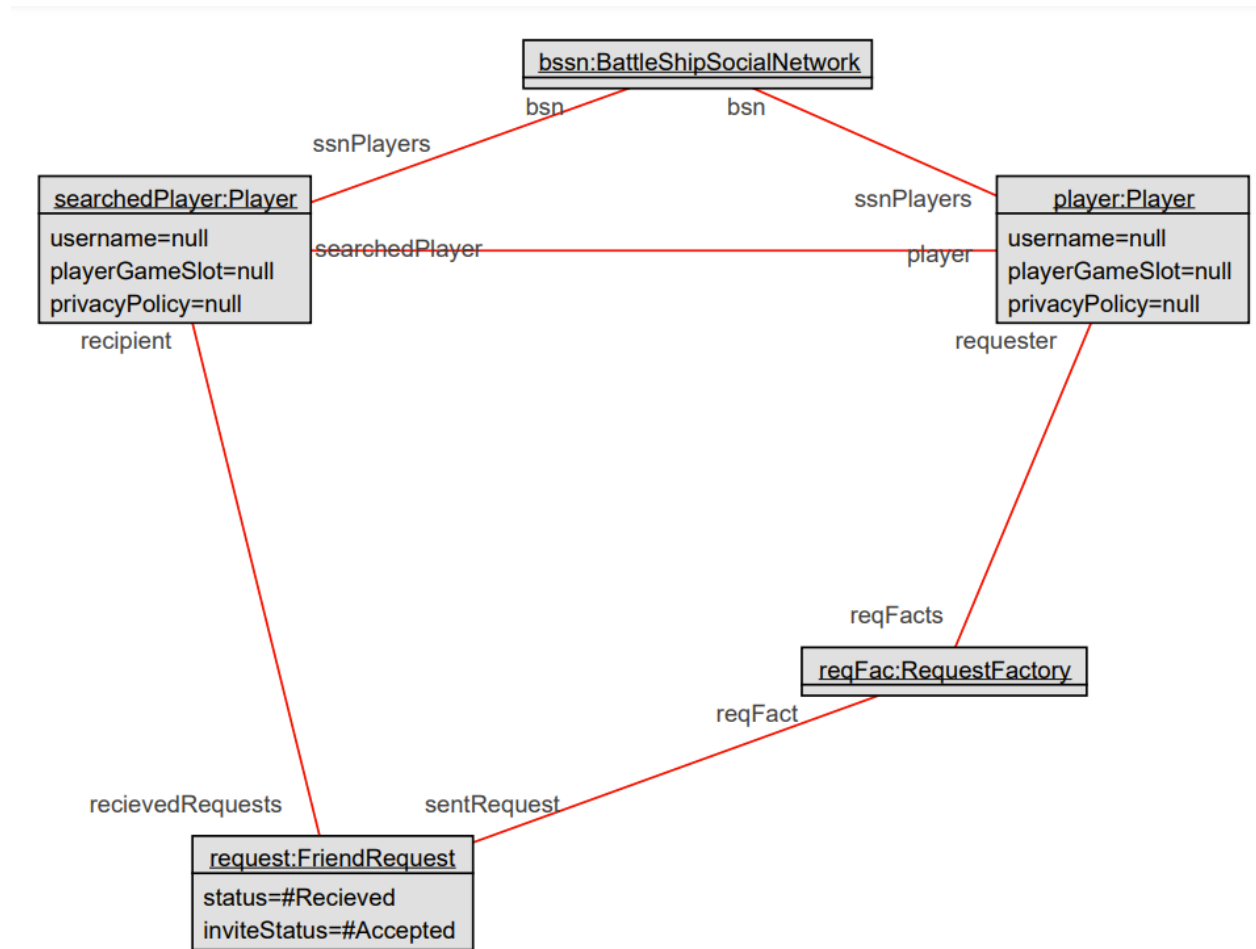 bssn:BattleShipSocialNetwork
bsn
bsn
ssnPlayers
searchedPlayer:Player
username=null
playerGameSlot=null
privacyPolicy=null
ssnPlayers
player:Player
username=null
playerGameSlot=null
privacyPolicy=null
searchedPlayer
player
recipient
requester
reqFacts
reqFac:RequestFactory
reqFact
recievedRequests
sentRequest
request:FriendRequest
status=#Recieved
inviteStatus=#Accepted